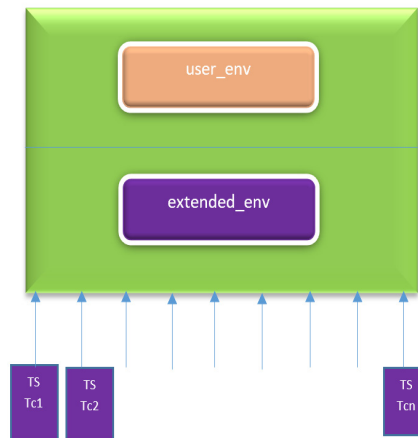 user_env
extended_env
TS
Tc1
TS
Tc2
TS
Tcn